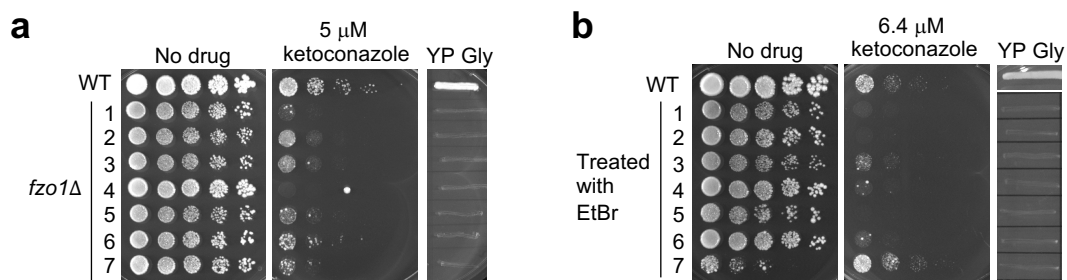 a
No drug
5 μM
ketoconazole
YP Gly
WT
1
2
3
4
5
6
7
fzo1Δ
b
No drug
6.4 μM
ketoconazole
YP Gly
WT
1
2
3
4
5
6
7
Treated
with
EtBr